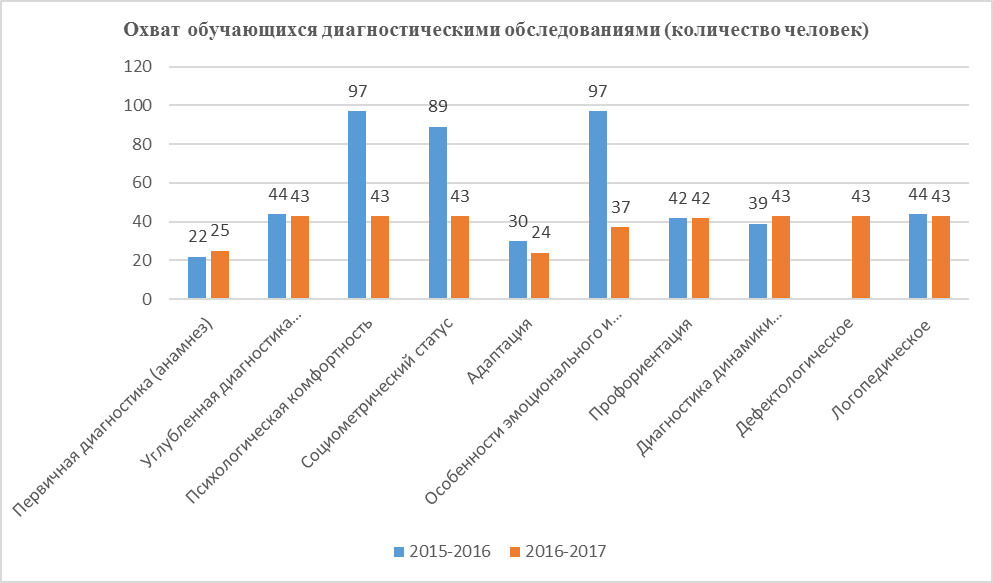 Охват обучающихся диагностическими обследованиями (количество человек)
120
100
80
60
40
20
0
22 25
44 43
97 43
89 43
30 24
97 37
42 42
39 43
43
44 43
Первичная диагностика (анамнез)
Углубленная диагностика...
Психологическая комфортность
Социометрический статус
Адаптация
Особенности эмоционального и...
Профориентация
Диагностика динамики...
Дефектологическое
Логопедическое
2015-2016
2016-2017